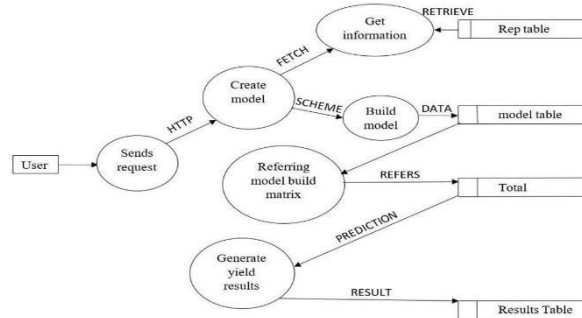 RETRIEVE
Get
information
Rep table
FETCH
Create
model
SCHEME
Build
model
DATA
model table
HTTP
User
Sends
request
Referring
model build
matrix
REFERS
Total
PREDICTION
Generate
yield
results
RESULT
Results Table